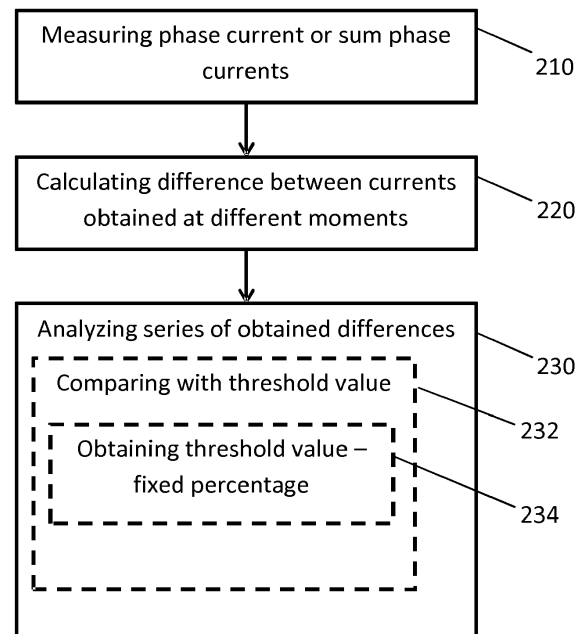 Measuring phase current or sum phase
currents
210
Calculating difference between currents
obtained at different moments
220
Analyzing series of obtained differences
230
Comparing with threshold value
232
Obtaining threshold value –
fixed percentage
234